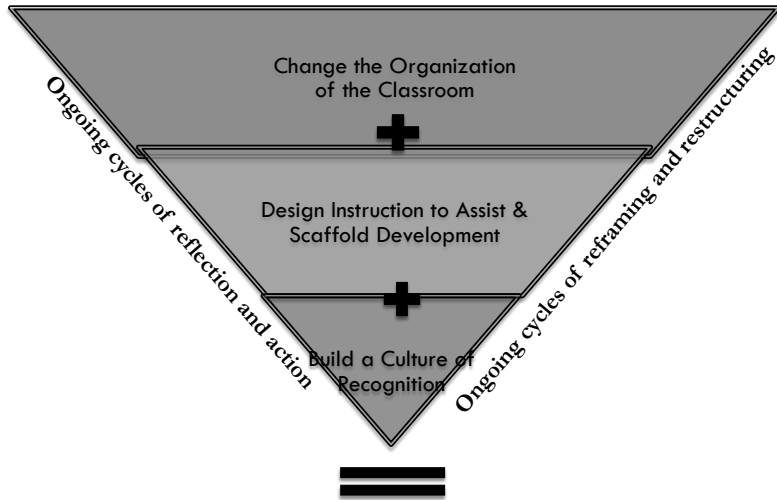 Change the Organization
of the Classroom
Ongoing cycles of reflection and action
Ongoing cycles of reframing and restructuring
Design Instruction to Assist &
Scaffold Development
Build a Culture of
Recognition